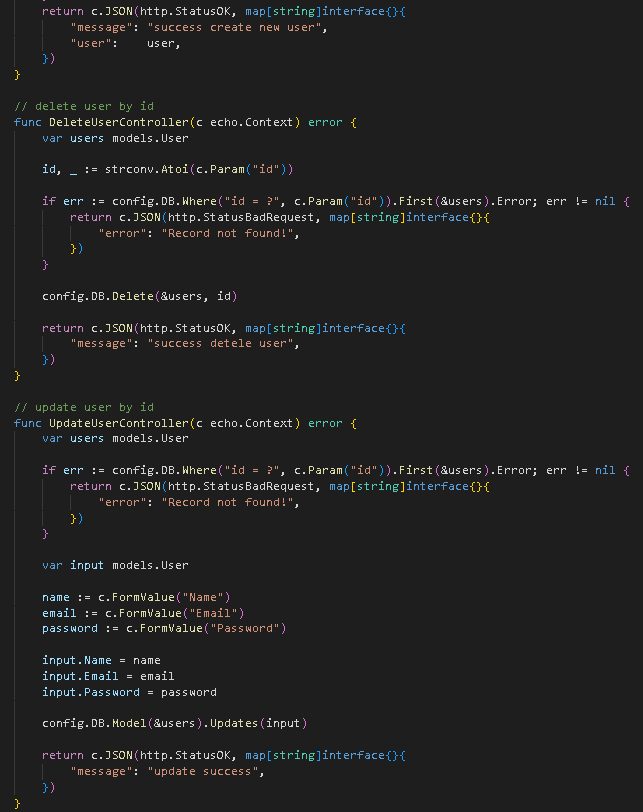 return c.JSON(http.StatusOK, map[string]interface{}{
        "message": "success create new user",
        "user":    user,
    })
}

// delete user by id
func DeleteUserController(c echo.Context) error {
    var users models.User

    id, _ := strconv.Atoi(c.Param("id"))

    if err := config.DB.Where("id = ?", c.Param("id")).First(&users).Error; err != nil {
        return c.JSON(http.StatusBadRequest, map[string]interface{}{
            "error": "Record not found!",
        })
    }

    config.DB.Delete(&users, id)

    return c.JSON(http.StatusOK, map[string]interface{}{
        "message": "success detele user",
    })
}

// update user by id
func UpdateUserController(c echo.Context) error {
    var users models.User

    if err := config.DB.Where("id = ?", c.Param("id")).First(&users).Error; err != nil {
        return c.JSON(http.StatusBadRequest, map[string]interface{}{
            "error": "Record not found!",
        })
    }

    var input models.User

    name := c.FormValue("Name")
    email := c.FormValue("Email")
    password := c.FormValue("Password")

    input.Name = name
    input.Email = email
    input.Password = password

    config.DB.Model(&users).Updates(input)

    return c.JSON(http.StatusOK, map[string]interface{}{
        "message": "update success",
    })
}